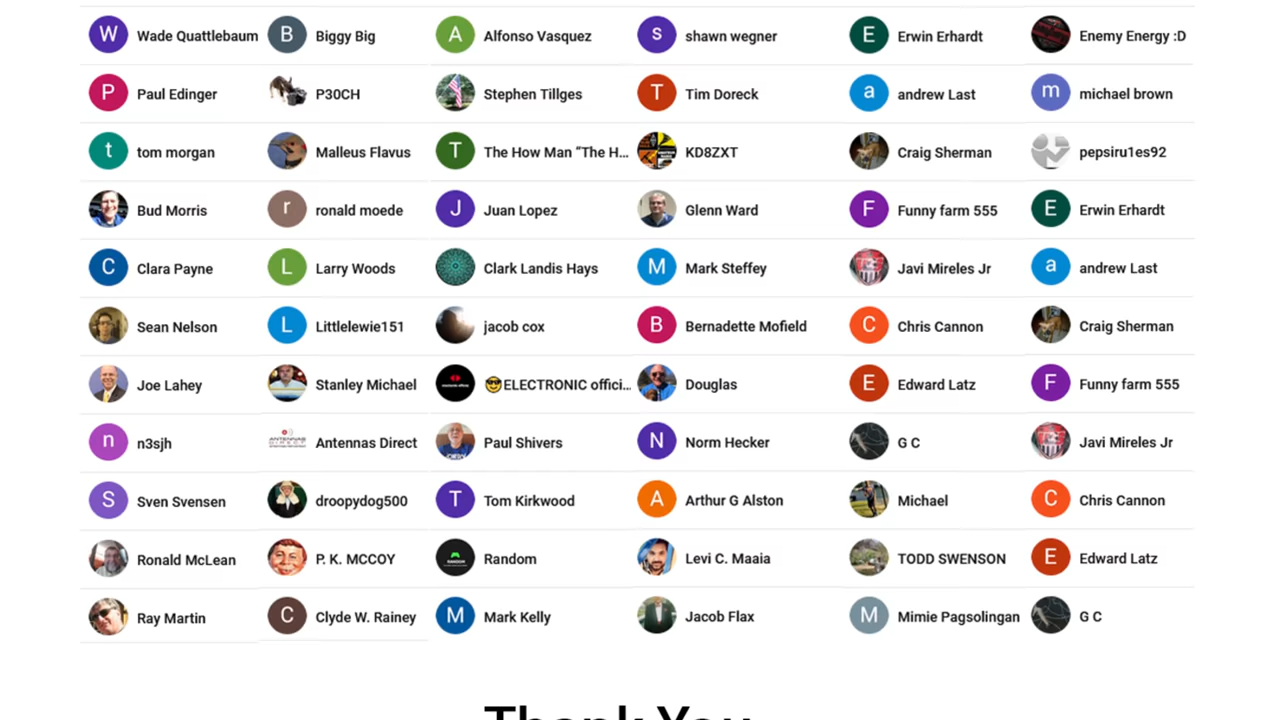 W Wade Quattlebaum B Biggy Big A Alfonso Vasquez s shawn wegner E Erwin Erhardt Enemy Energy :D
P Paul Edinger P30CH Stephen Tillges T Tim Doreck a andrew Last m michael brown
t tom morgan Malleus Flavus T The How Man “The H… KD8ZXT Craig Sherman pepsiru1es92
Bud Morris r ronald moede J Juan Lopez Glenn Ward F Funny farm 555 E Erwin Erhardt
C Clara Payne L Larry Woods Clark Landis Hays M Mark Steffey Javi Mireles Jr a andrew Last
Sean Nelson L Littlelewie151 jacob cox B Bernadette Mofield C Chris Cannon Craig Sherman
Joe Lahey Stanley Michael 😎ELECTRONIC offici… Douglas E Edward Latz F Funny farm 555
n n3sjh ANTENNAS DIRECT Antennas Direct Paul Shivers N Norm Hecker G C Javi Mireles Jr
S Sven Svensen droopydog500 T Tom Kirkwood A Arthur G Alston Michael C Chris Cannon
Ronald McLean P. K. MCCOY RANDOM Random Levi C. Maaia TODD SWENSON E Edward Latz
Ray Martin C Clyde W. Rainey M Mark Kelly Jacob Flax M Mimie Pagsolingan G C
Thank You